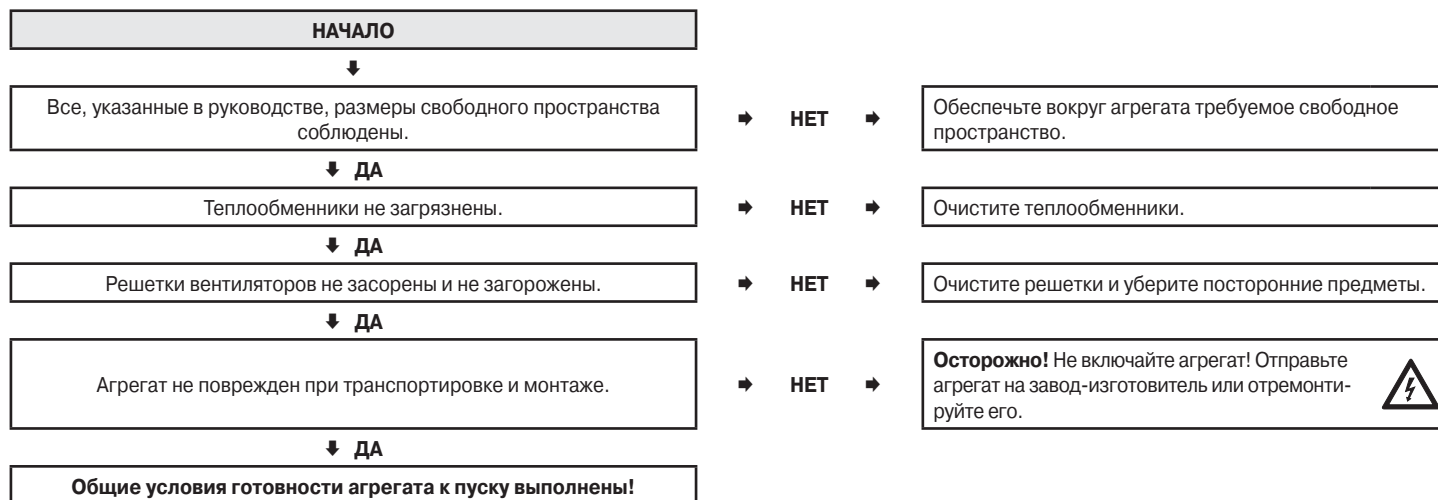 НАЧАЛО
Все, указанные в руководстве, размеры свободного пространства
соблюдены.
НЕТ
Обеспечьте вокруг агрегата требуемое свободное
пространство.
ДА
Теплообменники не загрязнены.
НЕТ
Очистите теплообменники.
ДА
Решетки вентиляторов не засорены и не загорожены.
НЕТ
Очистите решетки и уберите посторонние предметы.
ДА
Агрегат не поврежден при транспортировке и монтаже.
НЕТ
Осторожно! Не включайте агрегат! Отправьте
агрегат на завод-изготовитель или отремонти-
руйте его.
ДА
Общие условия готовности агрегата к пуску выполнены!